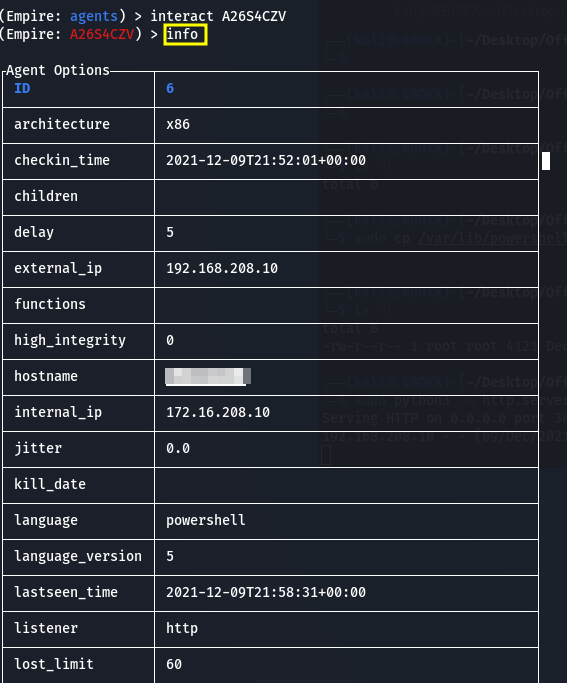 (Empire: agents) > interact A26S4CZV
(Empire: A26S4CZV) > info
Agent Options
ID 6
architecture x86
checkin_time 2021-12-09T21:52:01+00:00
children
delay 5
external_ip 192.168.208.10
functions
high_integrity 0
hostname
internal_ip 172.16.208.10
jitter 0.0
kill_date
language powershell
language_version 5
lastseen_time 2021-12-09T21:58:31+00:00
listener http
lost_limit 60